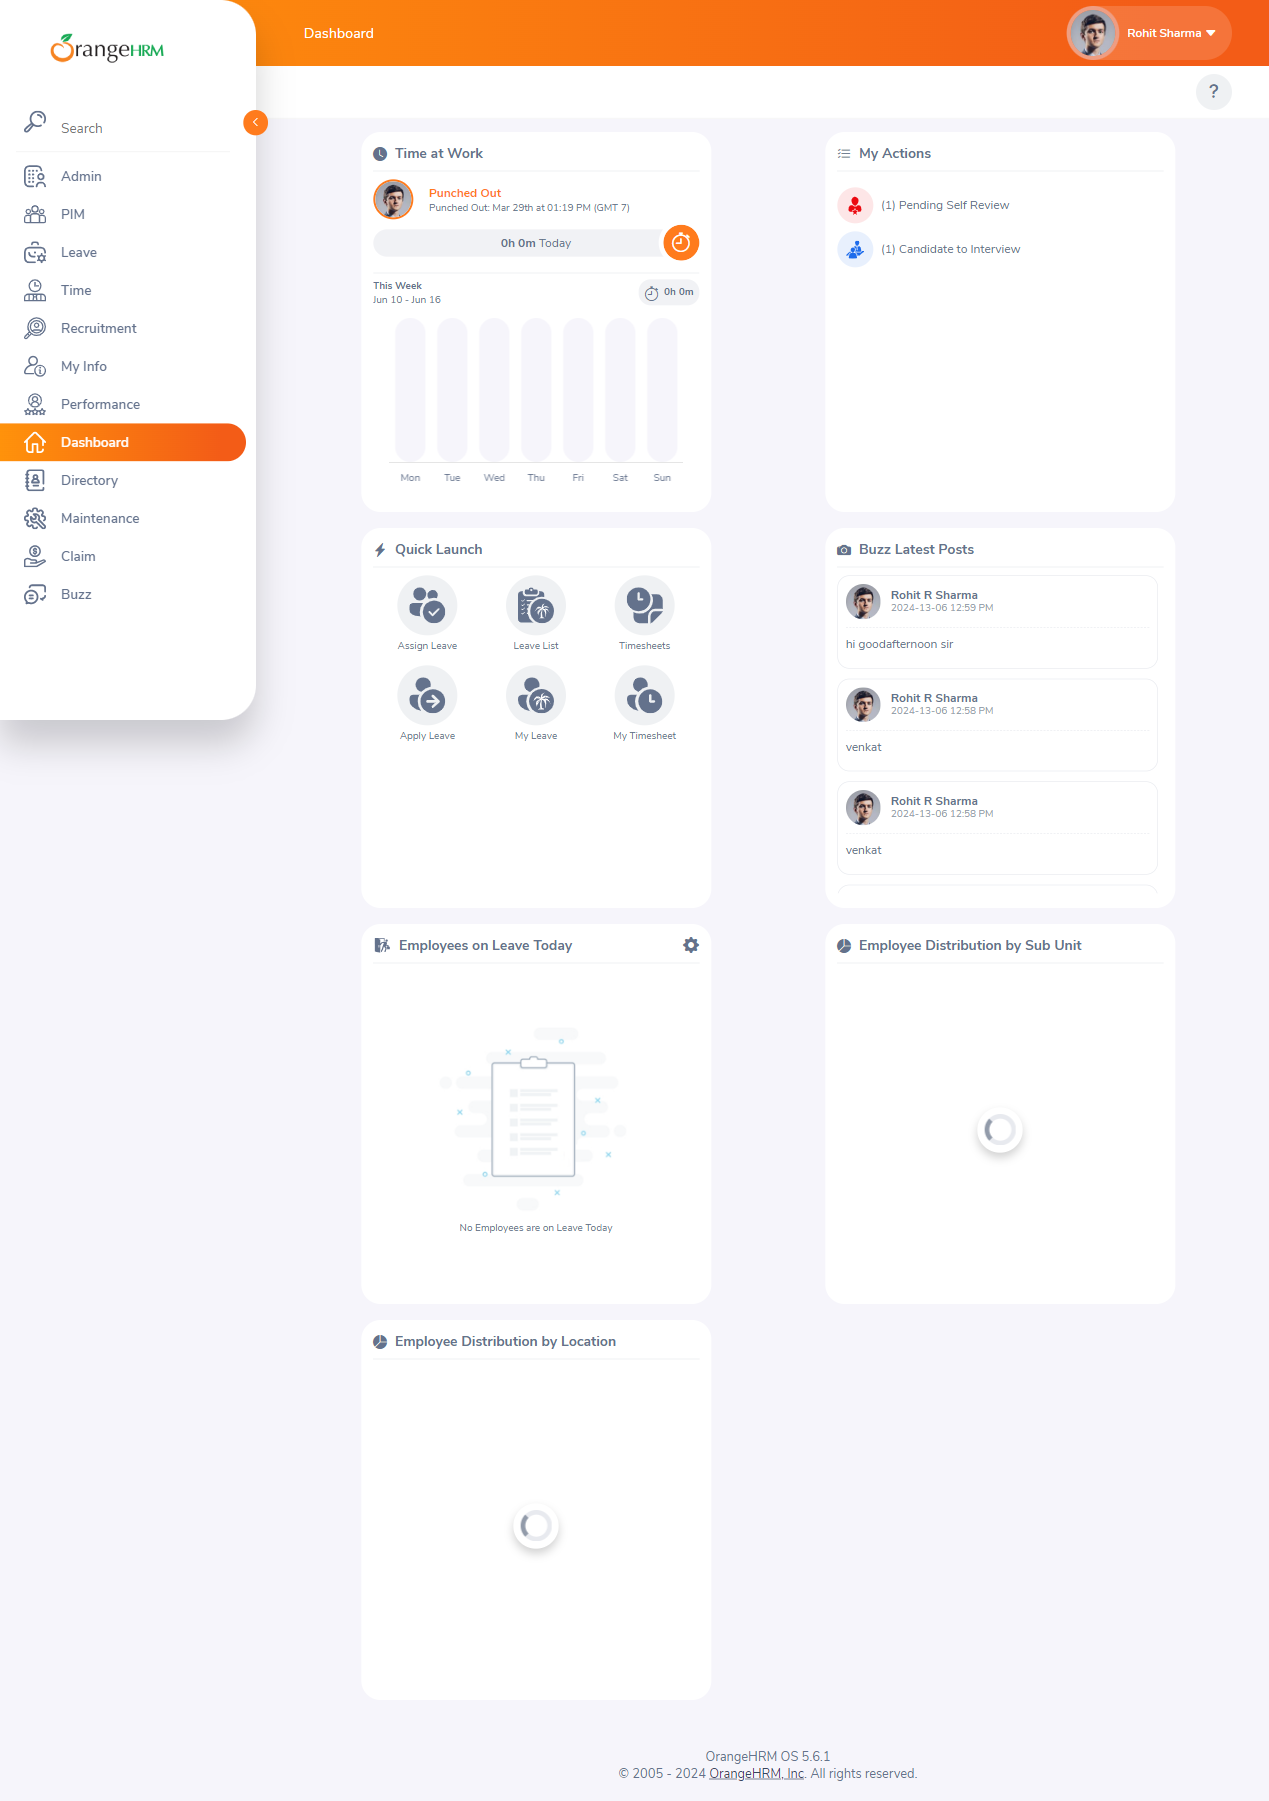 OrangeHRM
Search
Admin
PIM
Leave
Time
Recruitment
My Info
Performance
Dashboard
Directory
Maintenance
Claim
Buzz
Dashboard
Rohit Sharma
?
Time at Work
Punched Out
Punched Out: Mar 29th at 01:19 PM (GMT 7)
0h 0m Today
This Week
Jun 10 - Jun 16
0h 0m
Mon Tue Wed Thu Fri Sat Sun
My Actions
(1) Pending Self Review
(1) Candidate to Interview
Quick Launch
Assign Leave
Leave List
Timesheets
Apply Leave
My Leave
My Timesheet
Buzz Latest Posts
Rohit R Sharma
2024-13-06 12:59 PM
hi goodafternoon sir
Rohit R Sharma
2024-13-06 12:58 PM
venkat
Rohit R Sharma
2024-13-06 12:58 PM
venkat
Employees on Leave Today
No Employees are on Leave Today
Employee Distribution by Sub Unit
Employee Distribution by Location
OrangeHRM OS 5.6.1
© 2005 - 2024 OrangeHRM, Inc. All rights reserved.